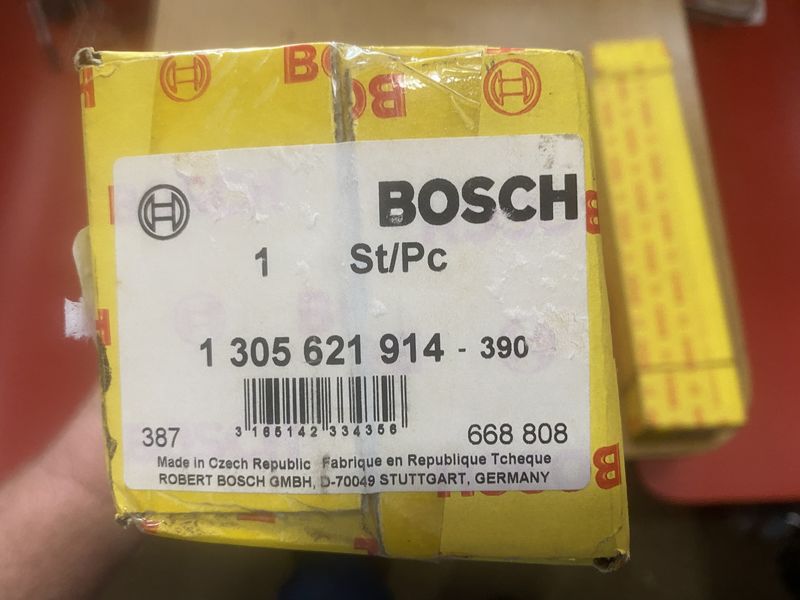 BOSCH
1 St/Pc
1 305 621 914 - 390
3 165142 334356
387 668 808
Made in Czech Republic Fabrique en Republique Tcheque
ROBERT BOSCH GMBH, D-70049 STUTTGART, GERMANY